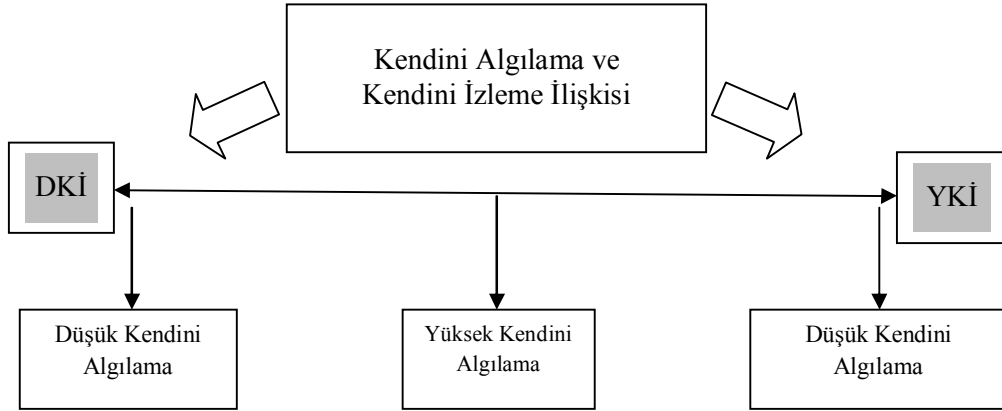 Kendini Algılama ve
Kendini İzleme İlişkisi
DKİ
YKİ
Düşük Kendini
Algılama
Yüksek Kendini
Algılama
Düşük Kendini
Algılama